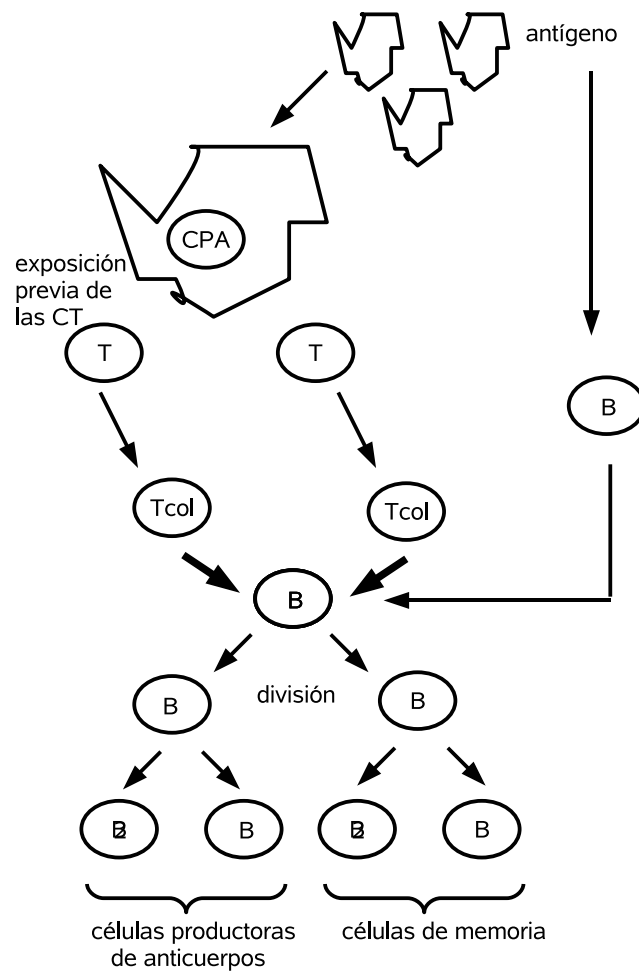 antígeno
CPA
exposición
previa de
las CT
T
T
B
Tcol
Tcol
B
B
división
B
B
B
células productoras
de anticuerpos
células de memoria